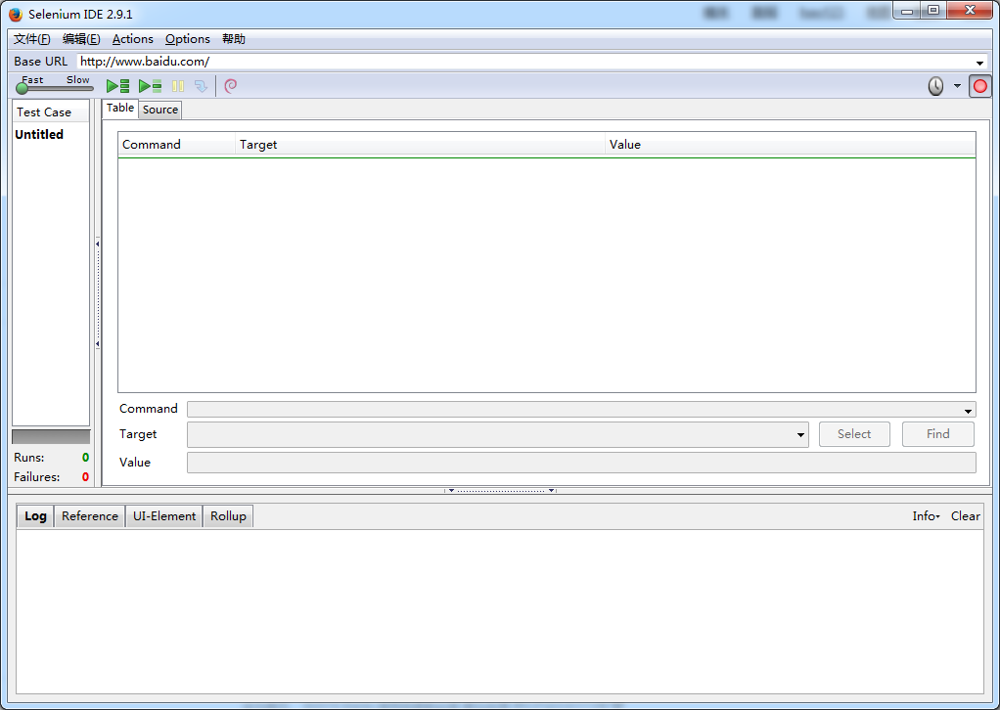 Selenium IDE 2.9.1
文件(F) 编辑(E) Actions Options 帮助
Base URL http://www.baidu.com/
Fast Slow
Test Case
Untitled
Table Source
Command Target Value
Command
Target Select Find
Value
Runs: 0
Failures: 0
Log Reference UI-Element Rollup Info Clear